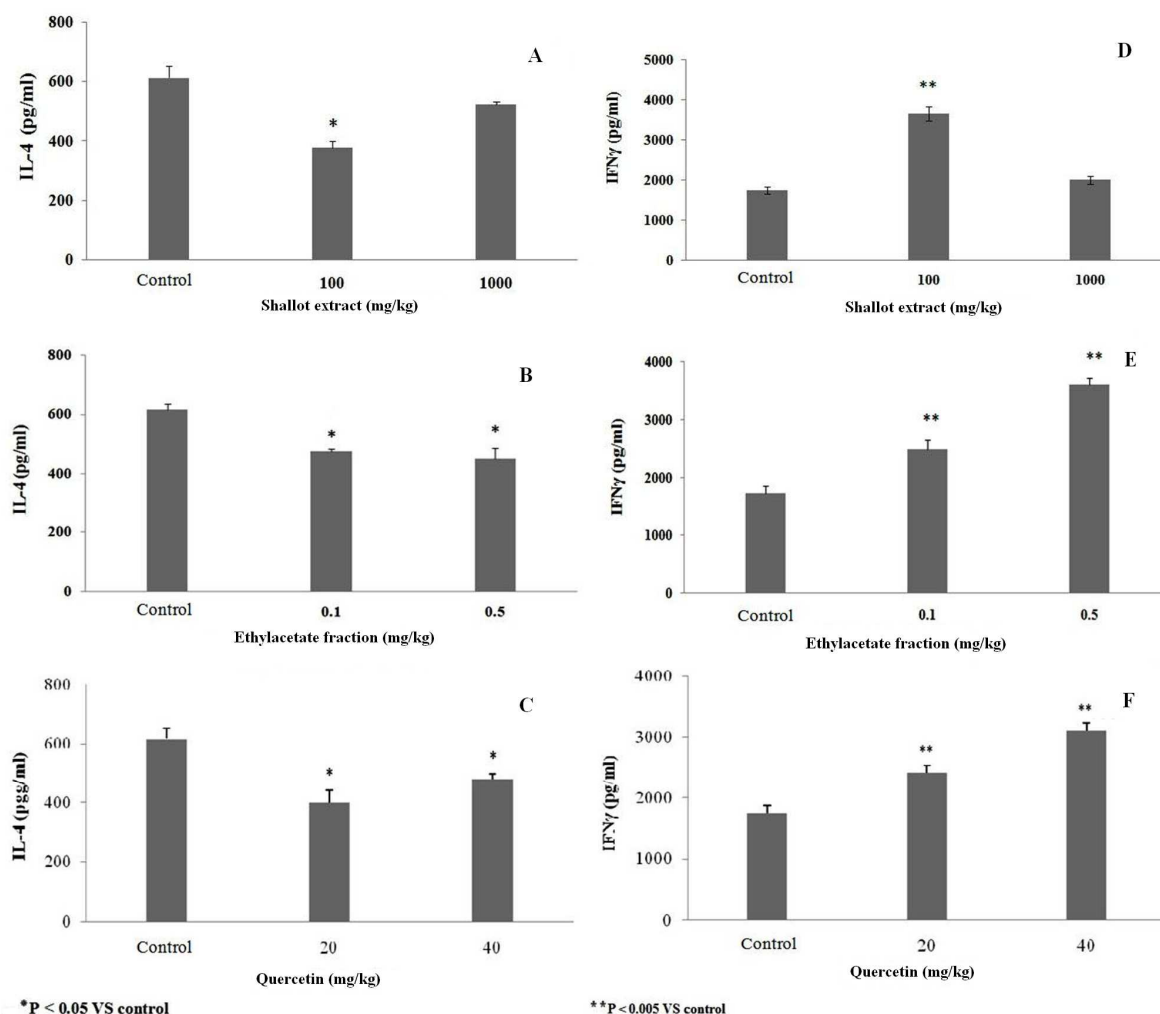 800
A
600
*
400
200
0
Control
100
1000
Shallot extract (mg/kg)
IL-4 (pg/ml)
5000
D
**
4000
3000
2000
1000
0
Control
100
1000
Shallot extract (mg/kg)
IFNγ (pg/ml)
800
B
600
*
*
400
200
0
Control
0.1
0.5
Ethylacetate fraction (mg/kg)
IL-4 (pg/ml)
4000
**
E
**
3000
2000
1000
0
Control
0.1
0.5
Ethylacetate fraction (mg/kg)
IFNγ (pg/ml)
800
C
600
*
*
400
200
0
Control
20
40
Quercetin (mg/kg)
IL-4 (pgg/ml)
4000
F
**
**
3000
2000
1000
0
Control
20
40
Quercetin (mg/kg)
IFNγ (pg/ml)
*P < 0.05 VS control
**P < 0.005 VS control